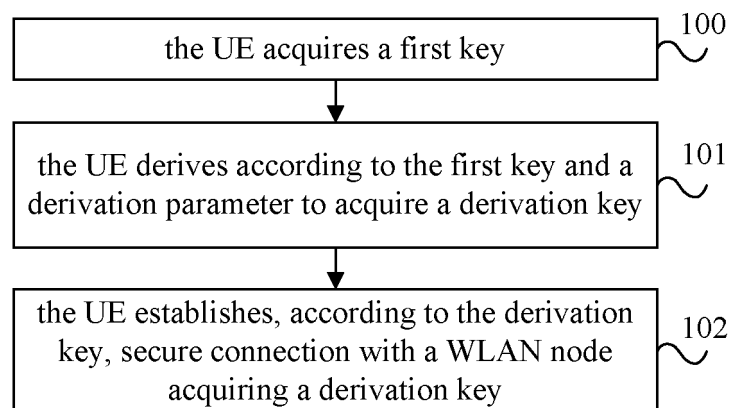 the UE acquires a first key
100
the UE derives according to the first key and a
derivation parameter to acquire a derivation key
101
the UE establishes, according to the derivation
key, secure connection with a WLAN node
acquiring a derivation key
102